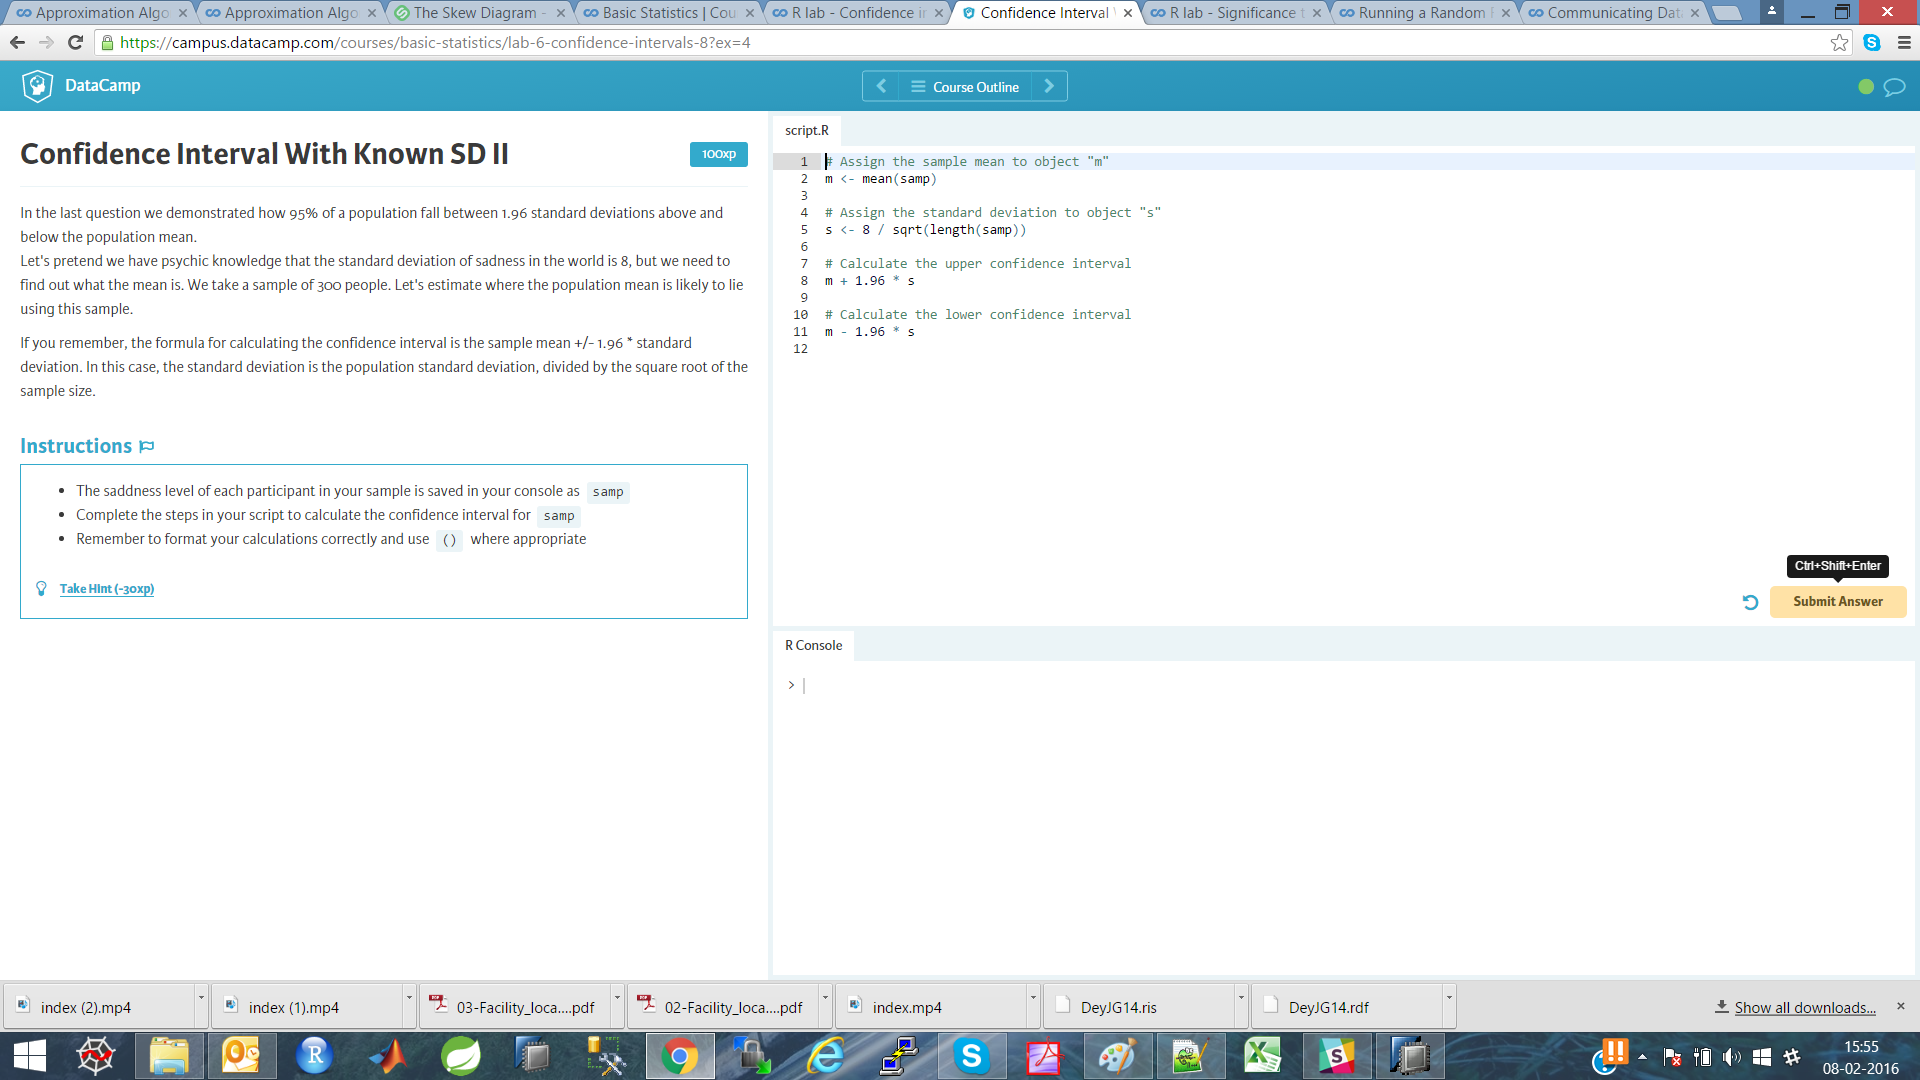 Approximation Algo
Approximation Algo
The Skew Diagram -
Basic Statistics | Cou
R lab - Confidence in
Confidence Interval
R lab - Significance t
Running a Random
Communicating Dat
https://campus.datacamp.com/courses/basic-statistics/lab-6-confidence-intervals-8?ex=4
DataCamp
Course Outline
Confidence Interval With Known SD II
100xp
In the last question we demonstrated how 95% of a population fall between 1.96 standard deviations above and
below the population mean.
Let's pretend we have psychic knowledge that the standard deviation of sadness in the world is 8, but we need to
find out what the mean is. We take a sample of 300 people. Let's estimate where the population mean is likely to lie
using this sample.
If you remember, the formula for calculating the confidence interval is the sample mean +/- 1.96 * standard
deviation. In this case, the standard deviation is the population standard deviation, divided by the square root of the
sample size.
Instructions
• The saddness level of each participant in your sample is saved in your console as samp
• Complete the steps in your script to calculate the confidence interval for samp
• Remember to format your calculations correctly and use () where appropriate
Take Hint (-30xp)
script.R
1 # Assign the sample mean to object "m"
2 m <- mean(samp)
3
4 # Assign the standard deviation to object "s"
5 s <- 8 / sqrt(length(samp))
6
7 # Calculate the upper confidence interval
8 m + 1.96 * s
9
10 # Calculate the lower confidence interval
11 m - 1.96 * s
12
Ctrl+Shift+Enter
Submit Answer
R Console
>
index (2).mp4
index (1).mp4
03-Facility_loca....pdf
02-Facility_loca....pdf
index.mp4
DeyJG14.ris
DeyJG14.rdf
Show all downloads...
15:55
08-02-2016